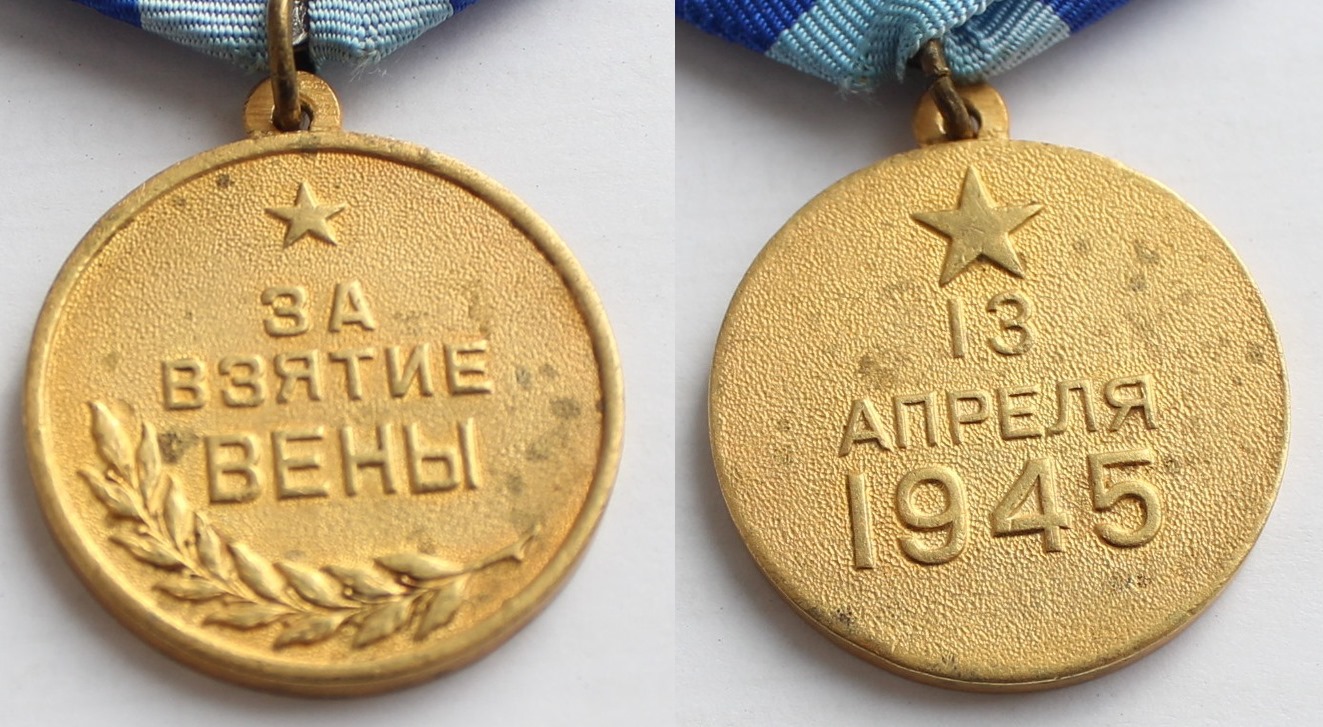 ЗА
ВЗЯТИЕ
ВЕНЫ
13
АПРЕЛЯ
1945